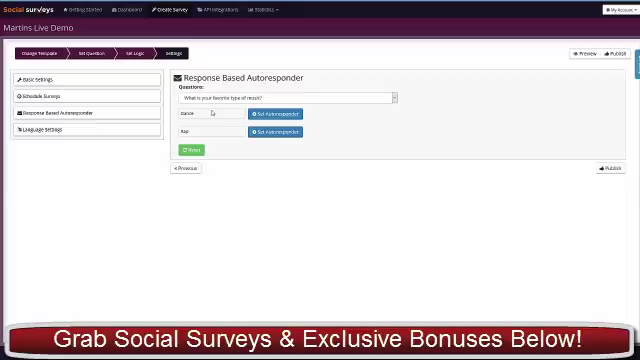 Social surveys Getting Started Dashboard Create Survey API Integrations Statistics My Account
Martins Live Demo
Change Template Set Question Set Logic Settings Preview Publish
Basic Settings
Schedule Surveys
Response Based Autoresponder
Language Settings
Response Based Autoresponder
Questions:
What is your favorite type of music?
Dance Set Autoresponder
Rap Set Autoresponder
Reset
Previous Publish
Grab Social Surveys & Exclusive Bonuses Below!